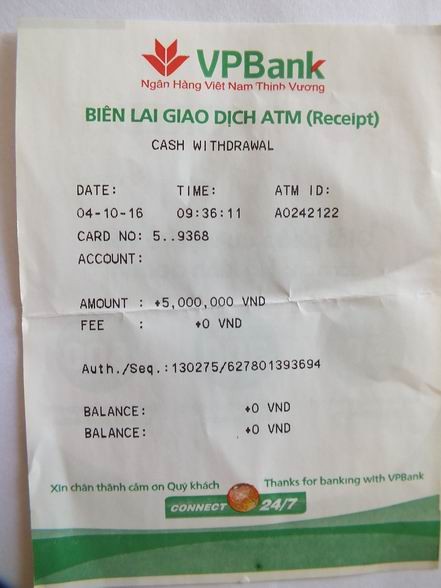 VPBank
Ngân Hàng Việt Nam Thịnh Vượng
BIÊN LAI GIAO DỊCH ATM (Receipt)
CASH WITHDRAWAL
DATE: TIME: ATM ID:
04-10-16 09:36:11 A0242122
CARD NO: 5..9368
ACCOUNT:
AMOUNT : +5,000,000 VND
FEE : +0 VND
Auth./Seq.:130275/627801393694
BALANCE: +0 VND
BALANCE: +0 VND
Xin chân thành cảm ơn Quý khách Thanks for banking with VPBank
CONNECT 24/7